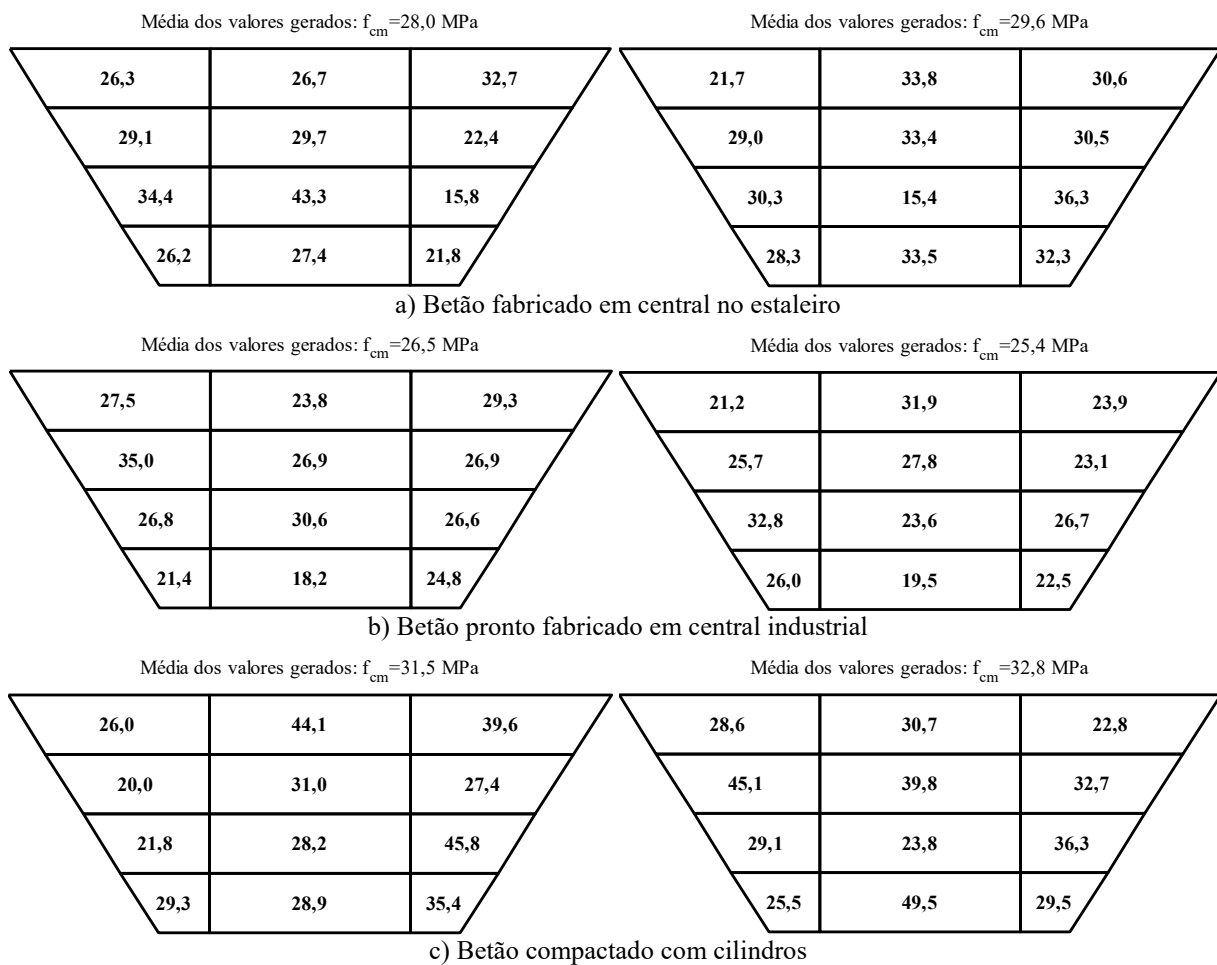 Média dos valores gerados: fcm=28,0 MPa
26,3 26,7 32,7
29,1 29,7 22,4
34,4 43,3 15,8
26,2 27,4 21,8
Média dos valores gerados: fcm=29,6 MPa
21,7 33,8 30,6
29,0 33,4 30,5
30,3 15,4 36,3
28,3 33,5 32,3
a) Betão fabricado em central no estaleiro
Média dos valores gerados: fcm=26,5 MPa
27,5 23,8 29,3
35,0 26,9 26,9
26,8 30,6 26,6
21,4 18,2 24,8
Média dos valores gerados: fcm=25,4 MPa
21,2 31,9 23,9
25,7 27,8 23,1
32,8 23,6 26,7
26,0 19,5 22,5
b) Betão pronto fabricado em central industrial
Média dos valores gerados: fcm=31,5 MPa
26,0 44,1 39,6
20,0 31,0 27,4
21,8 28,2 45,8
29,3 28,9 35,4
Média dos valores gerados: fcm=32,8 MPa
28,6 30,7 22,8
45,1 39,8 32,7
29,1 23,8 36,3
25,5 49,5 29,5
c) Betão compactado com cilindros